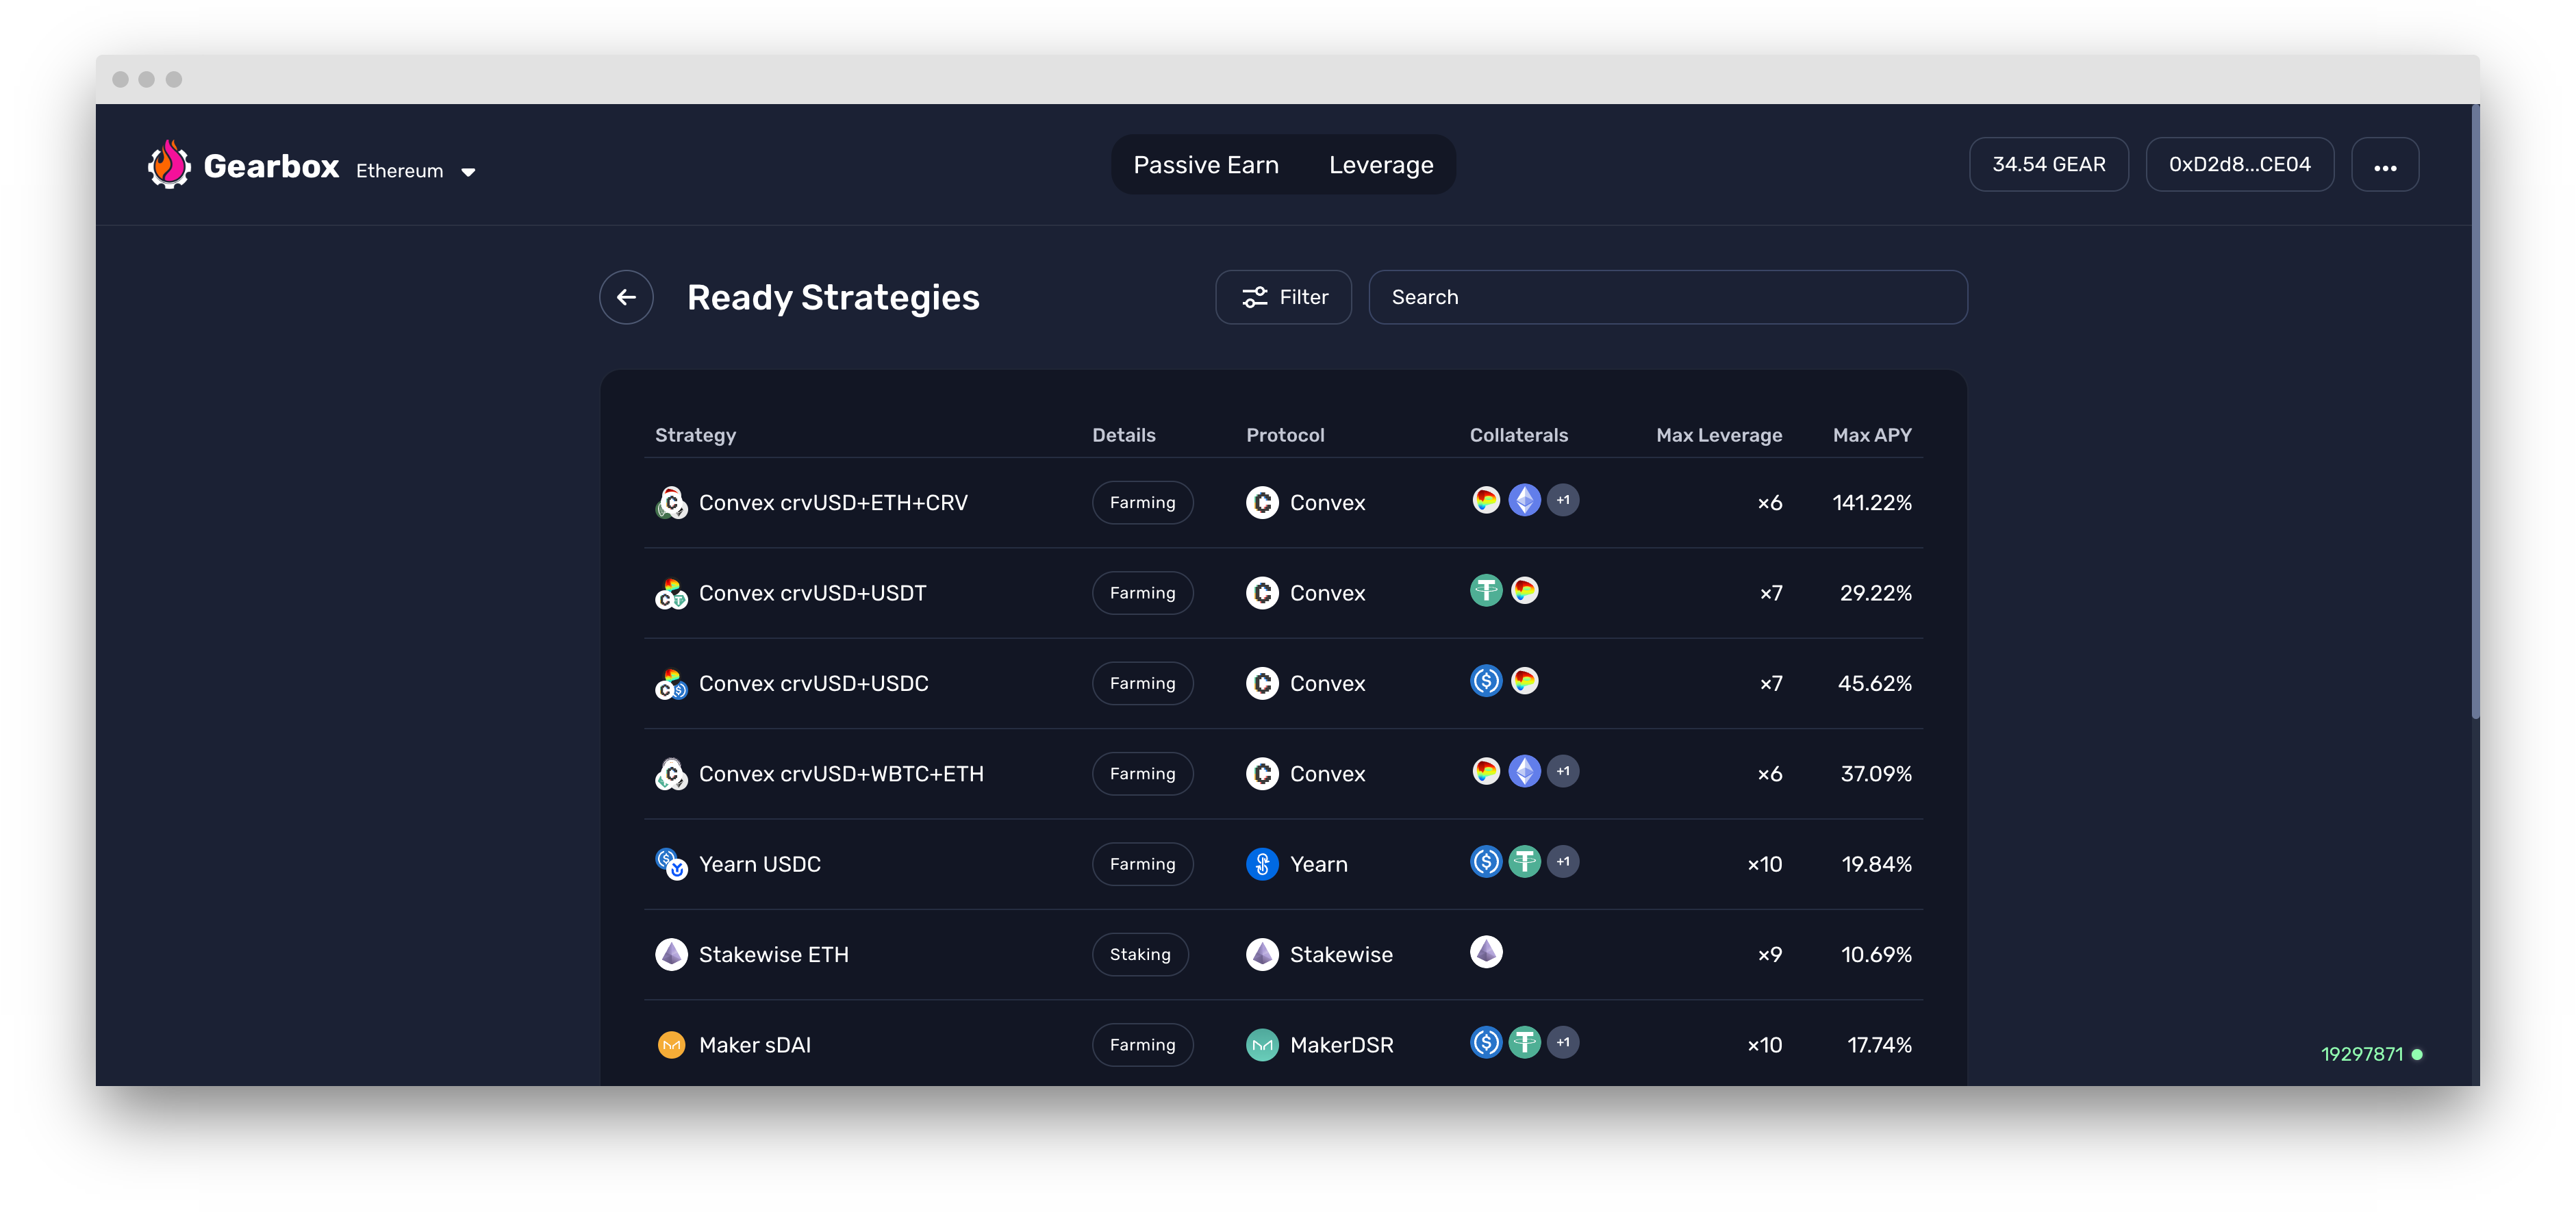 Gearbox Ethereum Passive Earn Leverage 34.54 GEAR 0xD2d8...CE04 ...
Ready Strategies Filter Search
Strategy Details Protocol Collaterals Max Leverage Max APY
Convex crvUSD+ETH+CRV Farming Convex +1 ×6 141.22%
Convex crvUSD+USDT Farming Convex ×7 29.22%
Convex crvUSD+USDC Farming Convex ×7 45.62%
Convex crvUSD+WBTC+ETH Farming Convex +1 ×6 37.09%
Yearn USDC Farming Yearn +1 ×10 19.84%
Stakewise ETH Staking Stakewise ×9 10.69%
Maker sDAI Farming MakerDSR +1 ×10 17.74%
19297871